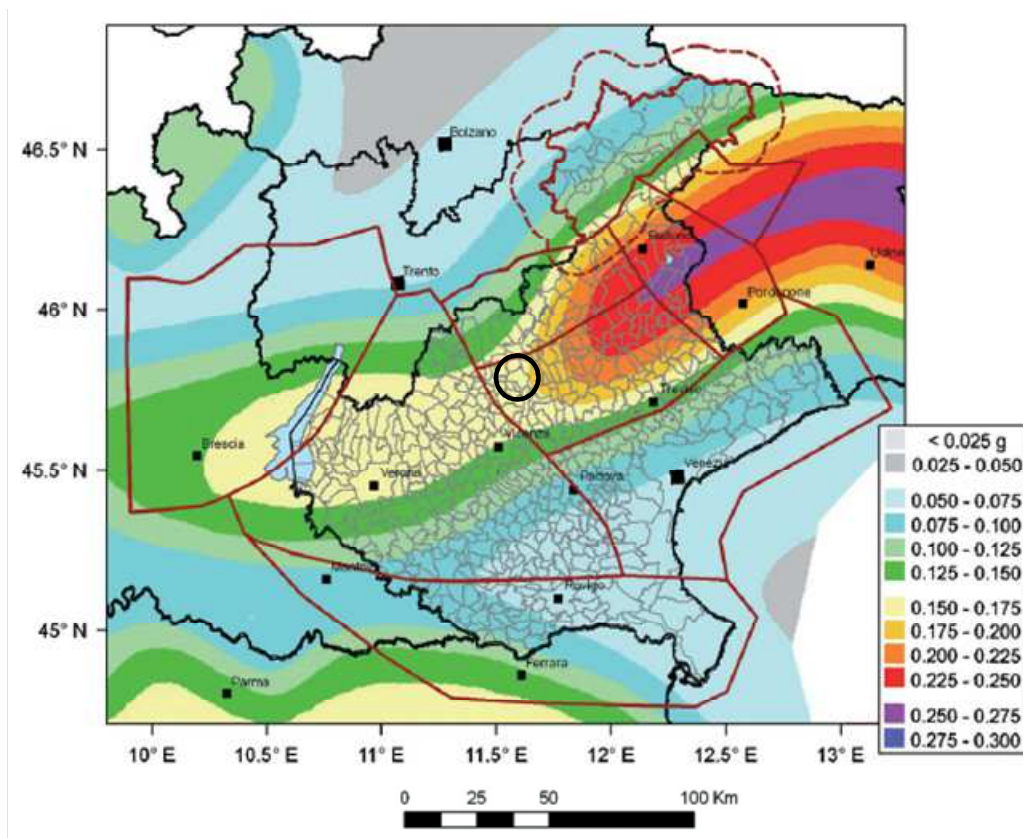 Bolzano
46.5° N
Belluno
Trento
Udine
46° N
Pordenone
Treviso
Vicenza
Brescia
45.5° N
Verona
Padova
Venezia
Rovigo
45° N
Ferrara
Parma
10° E
10.5° E
11° E
11.5° E
12° E
12.5° E
13° E
< 0.025 g
0.025 - 0.050
0.050 - 0.075
0.075 - 0.100
0.100 - 0.125
0.125 - 0.150
0.150 - 0.175
0.175 - 0.200
0.200 - 0.225
0.225 - 0.250
0.250 - 0.275
0.275 - 0.300
0 25 50 100 Km